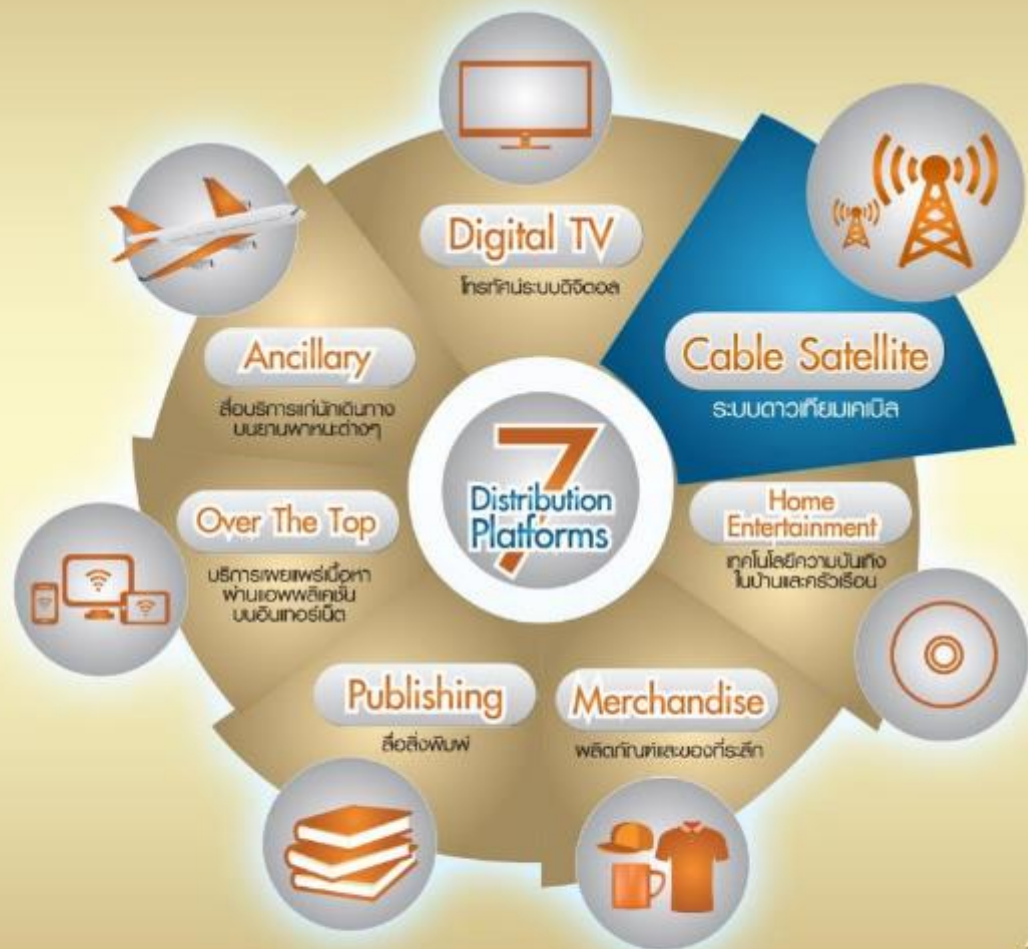 Digital TV
โทรทัศน์ระบบดิจิตอล
Cable Satellite
ระบบดาวเทียมเคเบิล
Home
Entertainment
เทคโนโลยีความบันเทิง
ในบ้านและครัวเรือน
Merchandise
ผลิตภัณฑ์และของที่ระลึก
Publishing
สื่อสิ่งพิมพ์
Over The Top
บริการเผยแพร่เนื้อหา
ผ่านแอพพลิเคชั่น
บนอินเทอร์เน็ต
Ancillary
สื่อบริการแก่นักเดินทาง
บนยานพาหนะต่างๆ
7
Distribution
Platforms